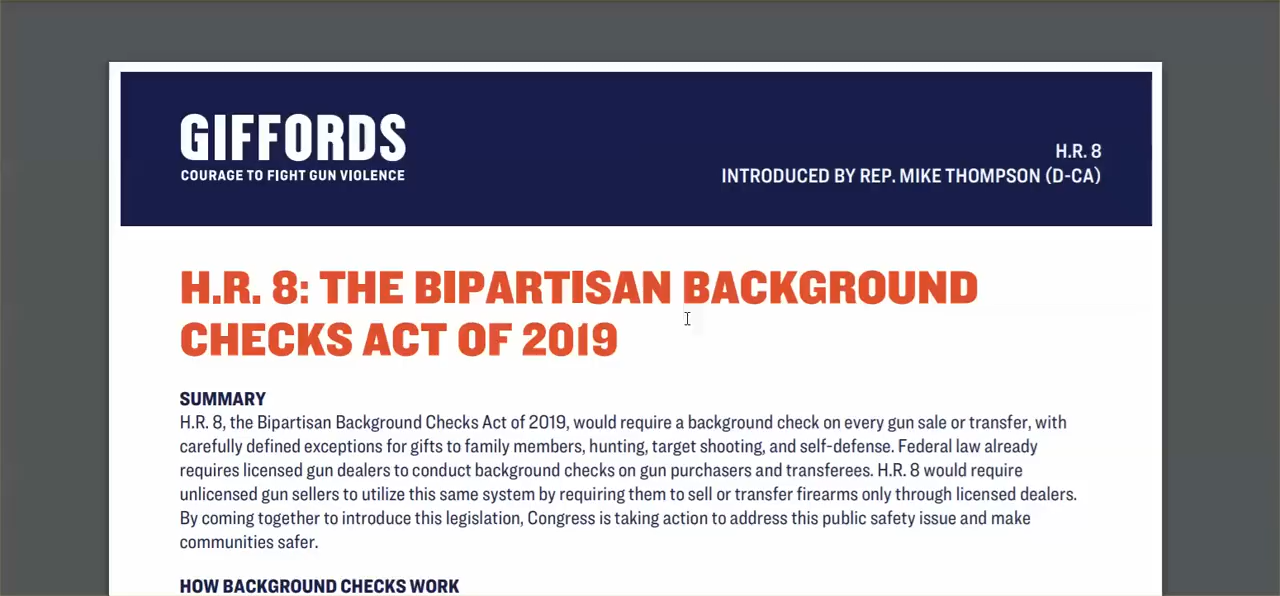 GIFFORDS
COURAGE TO FIGHT GUN VIOLENCE
H.R. 8
INTRODUCED BY REP. MIKE THOMPSON (D-CA)
H.R. 8: THE BIPARTISAN BACKGROUND
CHECKS ACT OF 2019
SUMMARY
H.R. 8, the Bipartisan Background Checks Act of 2019, would require a background check on every gun sale or transfer, with
carefully defined exceptions for gifts to family members, hunting, target shooting, and self-defense. Federal law already
requires licensed gun dealers to conduct background checks on gun purchasers and transferees. H.R. 8 would require
unlicensed gun sellers to utilize this same system by requiring them to sell or transfer firearms only through licensed dealers.
By coming together to introduce this legislation, Congress is taking action to address this public safety issue and make
communities safer.
HOW BACKGROUND CHECKS WORK